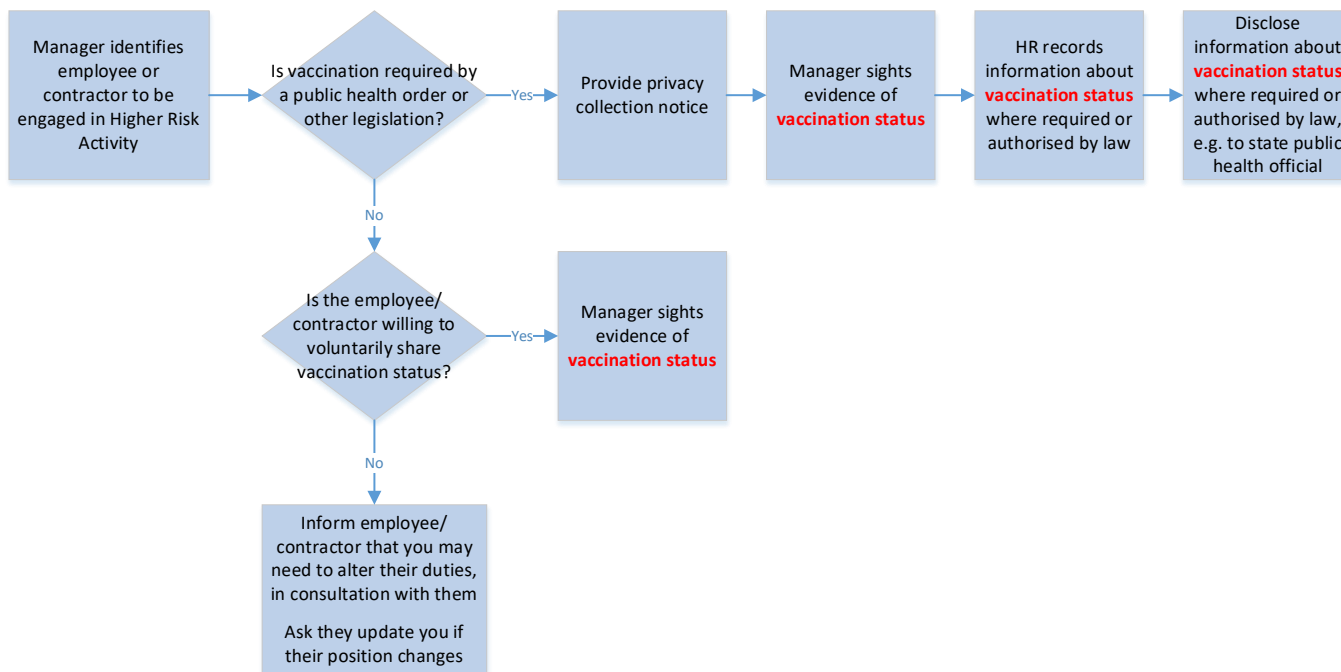 Manager identifies
employee or
contractor to be
engaged in Higher Risk
Activity
Is vaccination required by
a public health order or
other legislation?
Yes
Provide privacy
collection notice
Manager sights
evidence of
vaccination status
HR records
information about
vaccination status
where required or
authorised by law
Disclose
information about
vaccination status
where required or
authorised by law,
e.g. to state public
health official
No
Is the employee/
contractor willing to
voluntarily share
vaccination status?
Yes
Manager sights
evidence of
vaccination status
No
Inform employee/
contractor that you may
need to alter their duties,
in consultation with them
Ask they update you if
their position changes